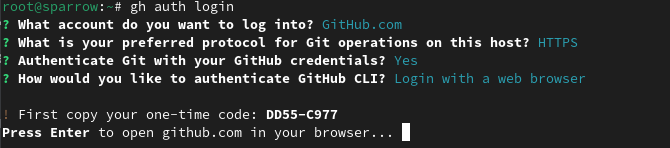 root@sparrow:~# gh auth login
? What account do you want to log into? GitHub.com
? What is your preferred protocol for Git operations on this host? HTTPS
? Authenticate Git with your GitHub credentials? Yes
? How would you like to authenticate GitHub CLI? Login with a web browser
! First copy your one-time code: DD55-C977
Press Enter to open github.com in your browser...